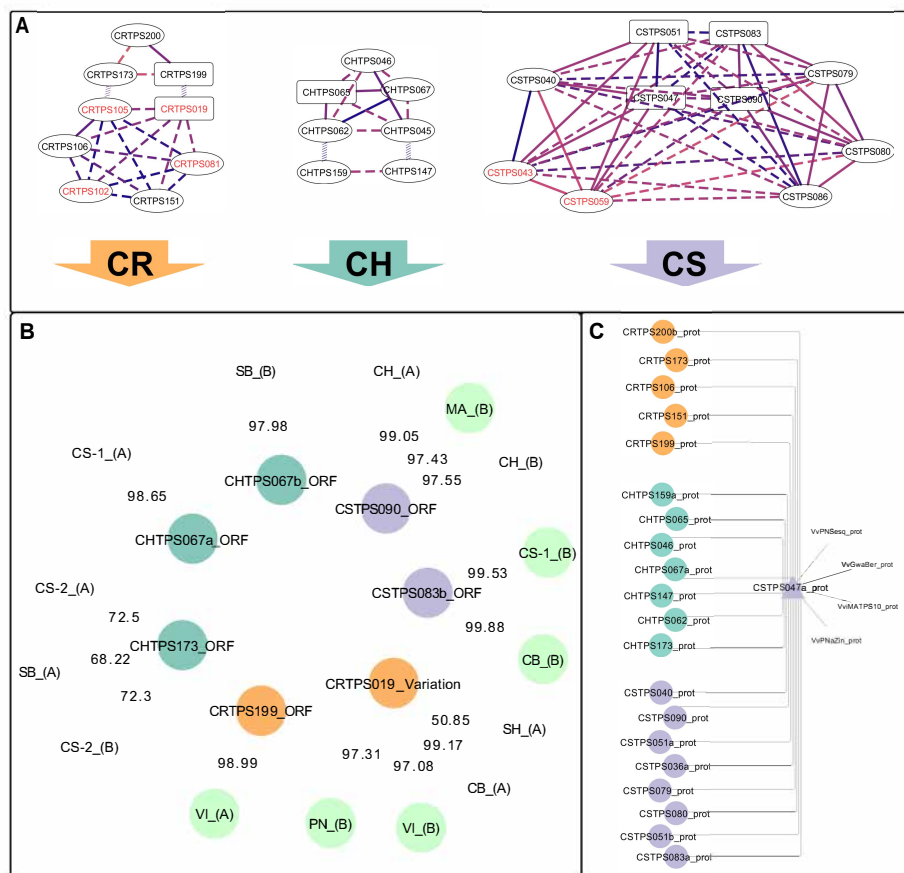 A
CRTPS200
CRTPS173
CRTPS199
CRTPS105
CRTPS019
CRTPS106
CRTPS081
CRTPS102
CRTPS151
CHTPS046
CHTPS065
CHTPS067
CHTPS062
CHTPS045
CHTPS159
CHTPS147
CSTPS051
CSTPS083
CSTPS040
CSTPS079
CSTPS047
CSTPS090
CSTPS080
CSTPS043
CSTPS059
CSTPS086
CR
CH
CS
B
SB_(B)
CH_(A)
MA_(B)
97.98
99.05
CS-1_(A)
97.43
CH_(B)
97.55
CHTPS067b_ORF
98.65
CSTPS090_ORF
CHTPS067a_ORF
CS-1_(B)
99.53
CS-2_(A)
CSTPS083b_ORF
72.5
99.88
CHTPS173_ORF
68.22
CB_(B)
SB_(A)
CRTPS019_Variation
72.3
CRTPS199_ORF
50.85
SH_(A)
CS-2_(B)
99.17
97.31
98.99
97.08
CB_(A)
VI_(A)
PN_(B)
VI_(B)
C
CRTPS200b_prot
CRTPS173_prot
CRTPS106_prot
CRTPS151_prot
CRTPS199_prot
CHTPS159a_prot
CHTPS065_prot
CHTPS046_prot
CHTPS067a_prot
CHTPS147_prot
CHTPS062_prot
CHTPS173_prot
VvPNSesq_prot
VvGwaBer_prot
CSTPS047a_prot
VviMATPS10_prot
VvPNaZin_prot
CSTPS040_prot
CSTPS090_prot
CSTPS051a_prot
CSTPS036a_prot
CSTPS079_prot
CSTPS080_prot
CSTPS051b_prot
CSTPS083a_prot